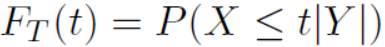 F_T(t) = P(X ≤ t|Y|)